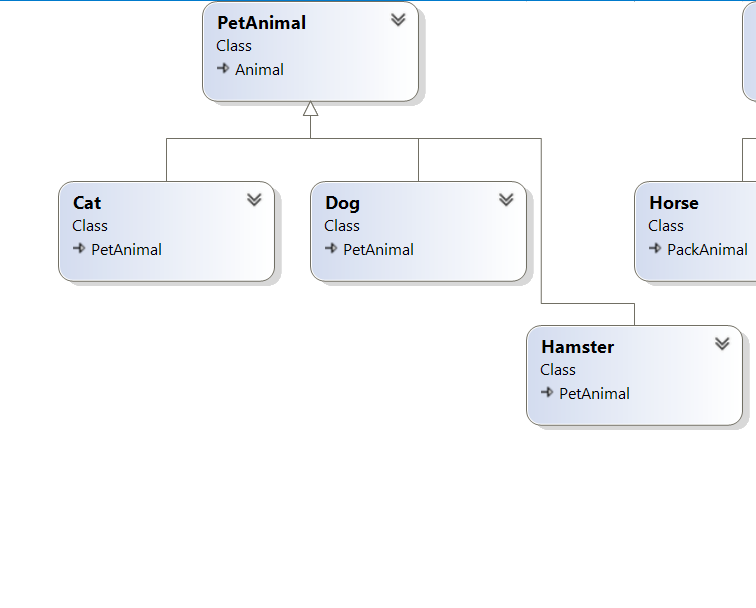 PetAnimal
Class
Animal
Cat
Class
PetAnimal
Dog
Class
PetAnimal
Horse
Class
PackAnimal
Hamster
Class
PetAnimal